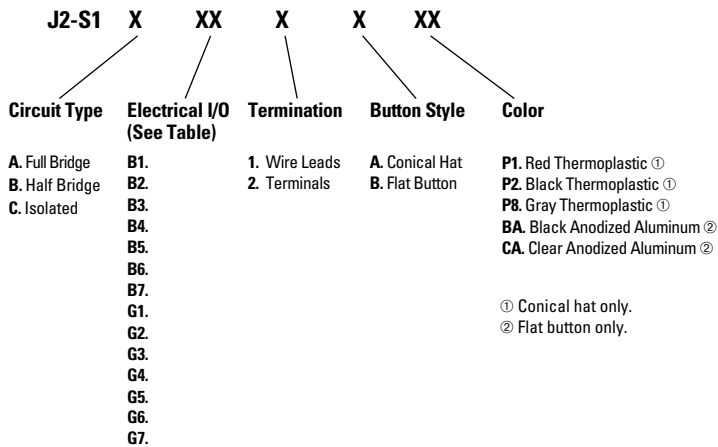 J2-S1 X XX X X XX
Circuit Type
A. Full Bridge
B. Half Bridge
C. Isolated
Electrical I/O
(See Table)
B1.
B2.
B3.
B4.
B5.
B6.
B7.
G1.
G2.
G3.
G4.
G5.
G6.
G7.
Termination
1. Wire Leads
2. Terminals
Button Style
A. Conical Hat
B. Flat Button
Color
P1. Red Thermoplastic ①
P2. Black Thermoplastic ①
P8. Gray Thermoplastic ①
BA. Black Anodized Aluminum ②
CA. Clear Anodized Aluminum ②
① Conical hat only.
② Flat button only.